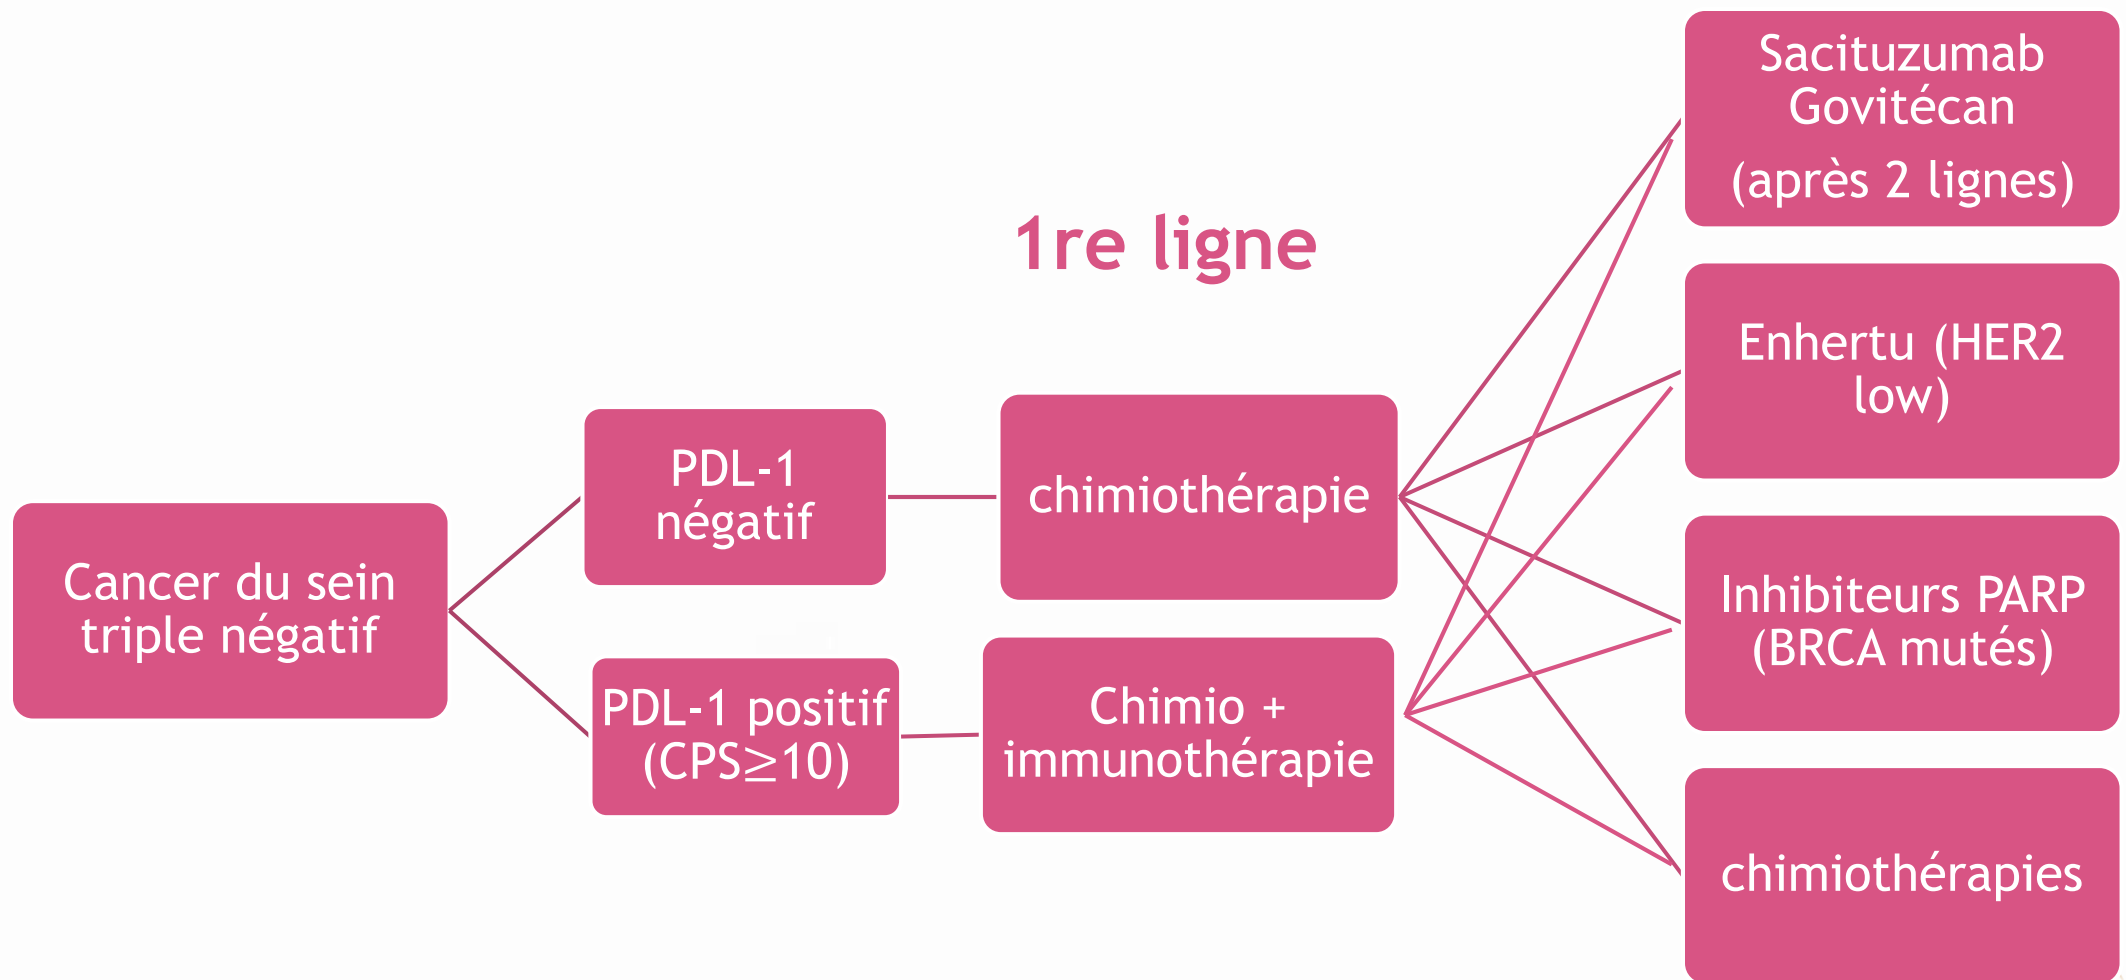 1re ligne
Cancer du sein
triple négatif
PDL-1
négatif
PDL-1 positif
(CPS≥10)
chimiothérapie
Chimio +
immunothérapie
Sacituzumab
Govitécan
(après 2 lignes)
Enhertu (HER2
low)
Inhibiteurs PARP
(BRCA mutés)
chimiothérapies